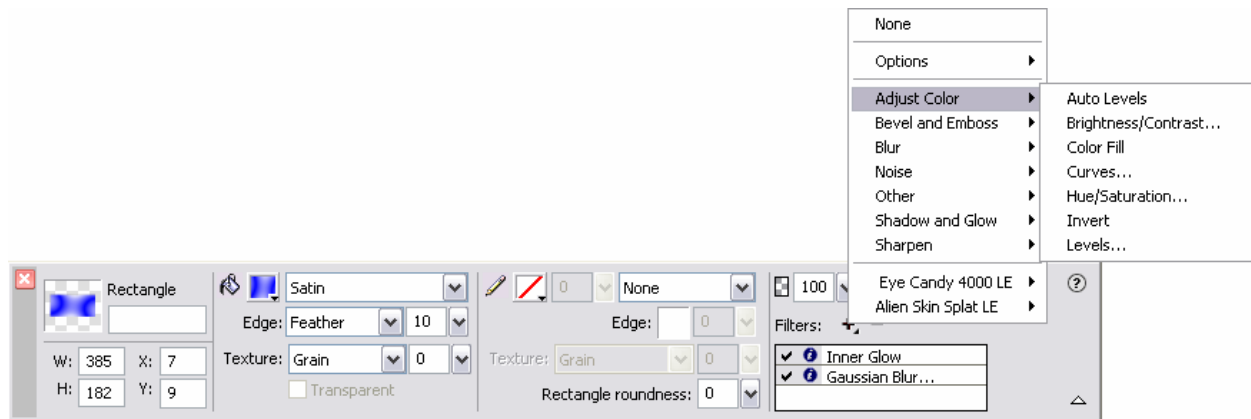 None
Options
Adjust Color
Bevel and Emboss
Blur
Noise
Other
Shadow and Glow
Sharpen
Eye Candy 4000 LE
Alien Skin Splat LE
Auto Levels
Brightness/Contrast...
Color Fill
Curves...
Hue/Saturation...
Invert
Levels...
Rectangle
W: 385 X: 7
H: 182 Y: 9
Satin
Edge: Feather 10
Texture: Grain 0
Transparent
0 None
Edge: 0
Texture: Grain 0
Rectangle roundness: 0
100
Filters:
Inner Glow
Gaussian Blur...
?